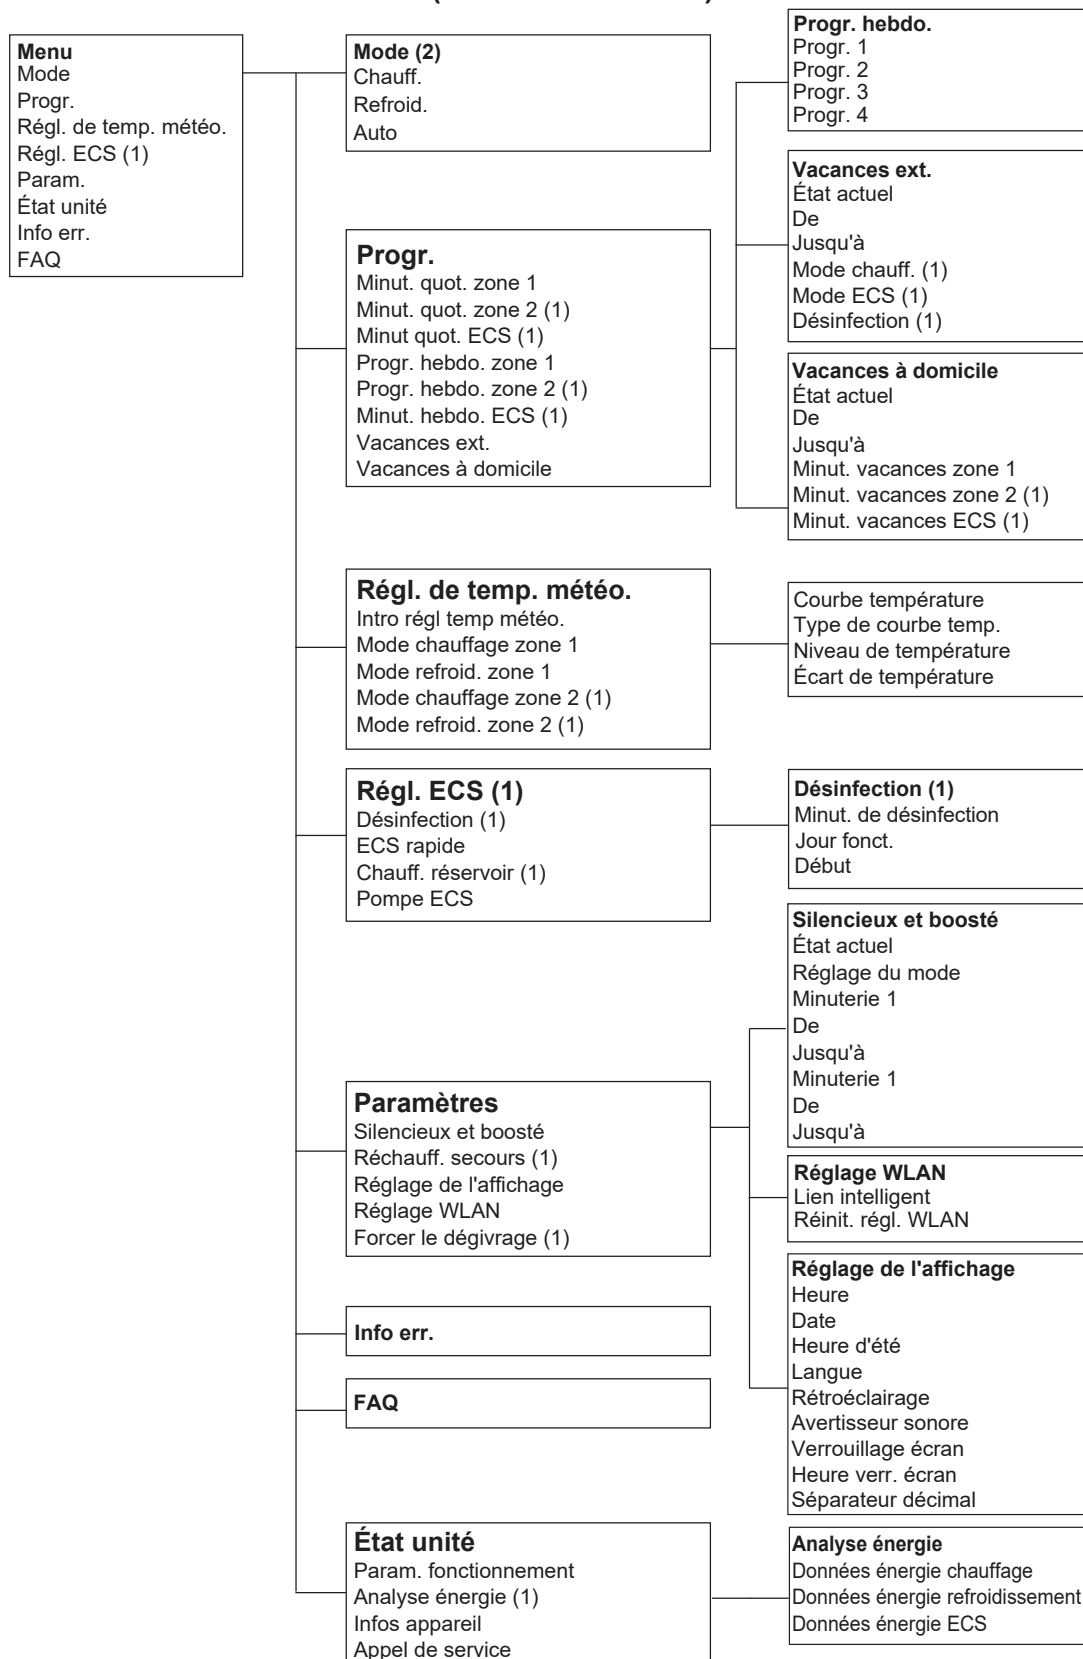 Menu
Mode
Progr.
Régl. de temp. météo.
Régl. ECS (1)
Param.
État unité
Info err.
FAQ
Mode (2)
Chauff.
Refroid.
Auto
Progr.
Minut. quot. zone 1
Minut. quot. zone 2 (1)
Minut quot. ECS (1)
Progr. hebdo. zone 1
Progr. hebdo. zone 2 (1)
Minut. hebdo. ECS (1)
Vacances ext.
Vacances à domicile
Progr. hebdo.
Progr. 1
Progr. 2
Progr. 3
Progr. 4
Vacances ext.
État actuel
De
Jusqu'à
Mode chauff. (1)
Mode ECS (1)
Désinfection (1)
Vacances à domicile
État actuel
De
Jusqu'à
Minut. vacances zone 1
Minut. vacances zone 2 (1)
Minut. vacances ECS (1)
Régl. de temp. météo.
Intro régl temp météo.
Mode chauffage zone 1
Mode refroid. zone 1
Mode chauffage zone 2 (1)
Mode refroid. zone 2 (1)
Courbe température
Type de courbe temp.
Niveau de température
Écart de température
Régl. ECS (1)
Désinfection (1)
ECS rapide
Chauff. réservoir (1)
Pompe ECS
Désinfection (1)
Minut. de désinfection
Jour fonct.
Début
Paramètres
Silencieux et boosté
Réchauff. secours (1)
Réglage de l'affichage
Réglage WLAN
Forcer le dégivrage (1)
Silencieux et boosté
État actuel
Réglage du mode
Minuterie 1
De
Jusqu'à
Minuterie 1
De
Jusqu'à
Réglage WLAN
Lien intelligent
Réinit. régl. WLAN
Réglage de l'affichage
Heure
Date
Heure d'été
Langue
Rétroéclairage
Avertisseur sonore
Verrouillage écran
Heure verr. écran
Séparateur décimal
Info err.
FAQ
État unité
Param. fonctionnement
Analyse énergie (1)
Infos appareil
Appel de service
Analyse énergie
Données énergie chauffage
Données énergie refroidissement
Données énergie ECS